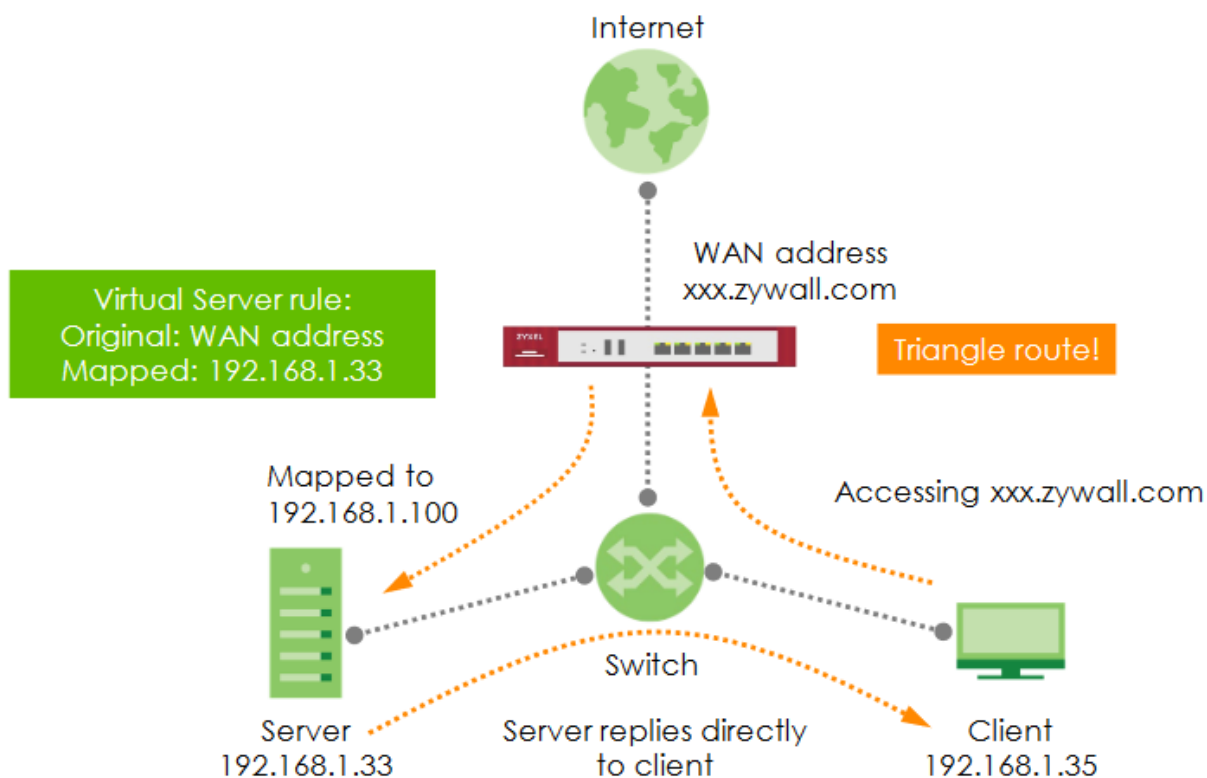 Internet
WAN address
xxx.zywall.com
Virtual Server rule:
Original: WAN address
Mapped: 192.168.1.33
ZYXEL
Triangle route!
Mapped to
192.168.1.100
Accessing xxx.zywall.com
Switch
Server
192.168.1.33
Server replies directly
to client
Client
192.168.1.35